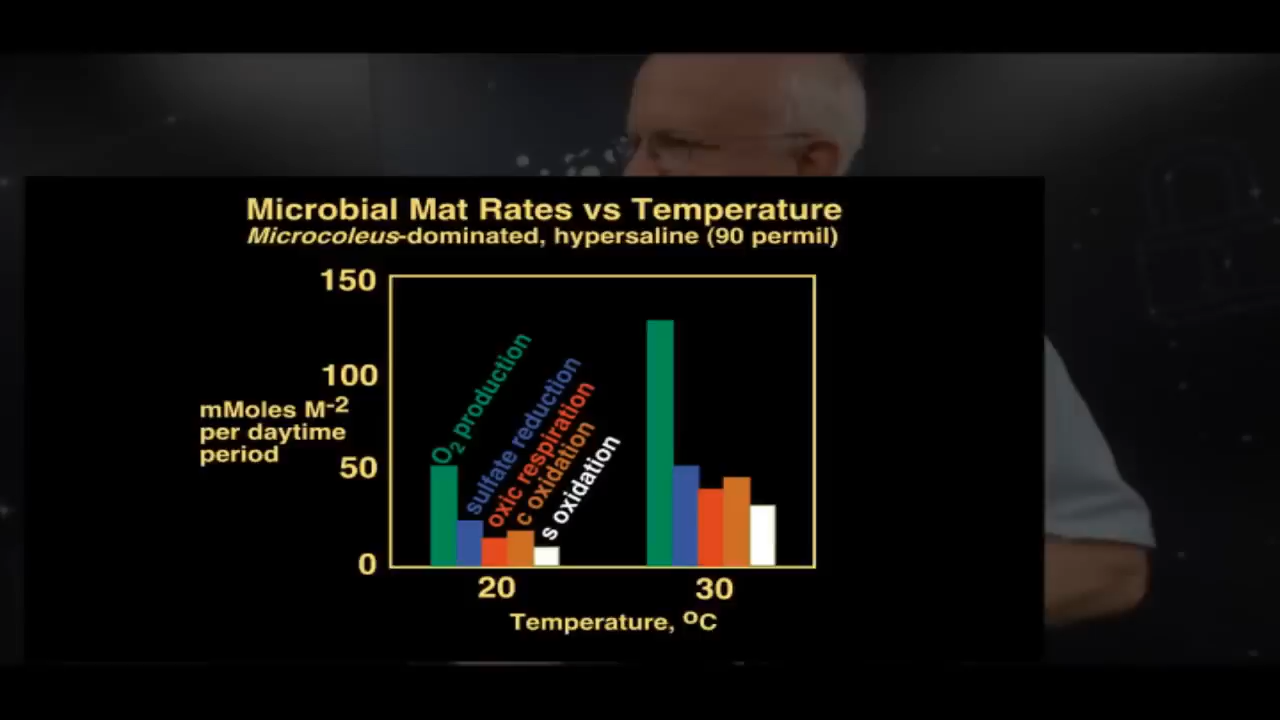 Microbial Mat Rates vs Temperature
Microcoleus-dominated, hypersaline (90 permil)
150
100
50
0
mMoles M-2
per daytime
period
O2 production
sulfate reduction
oxic respiration
c oxidation
s oxidation
20
30
Temperature, ºC